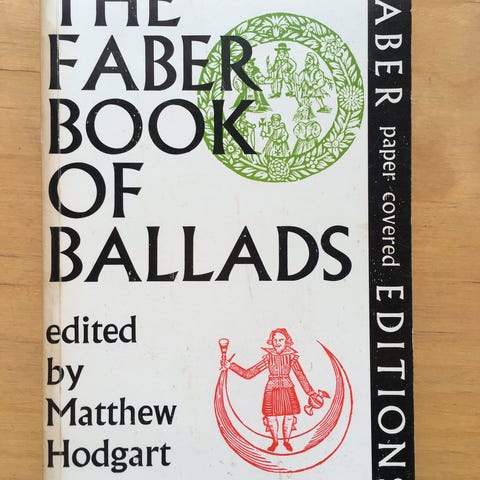 THE
FABER
BOOK
OF
BALLADS
edited
by
Matthew
Hodgart
ABER paper covered EDITIONS